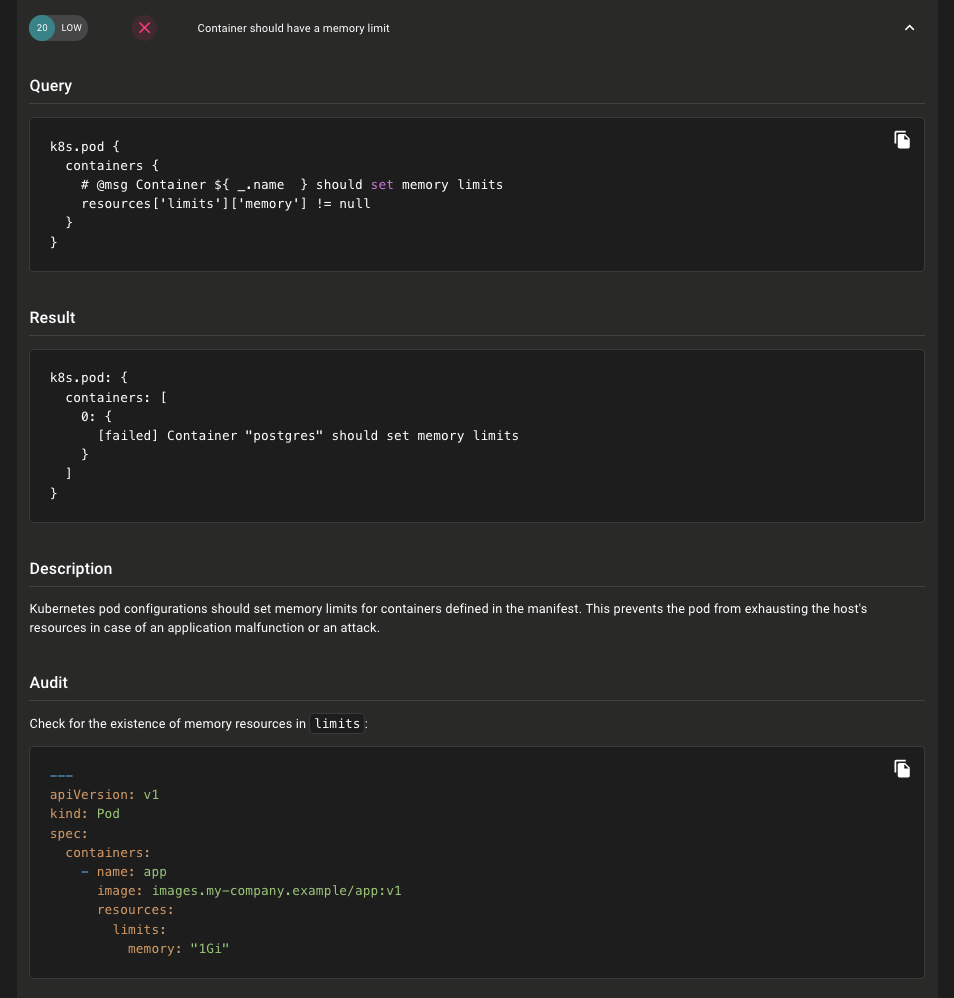 20 LOW Container should have a memory limit
Query
k8s.pod {
  containers {
    # @msg Container ${ _.name  } should set memory limits
    resources['limits']['memory'] != null
  }
}
Result
k8s.pod: {
  containers: [
    0: {
      [failed] Container "postgres" should set memory limits
    }
  ]
}
Description
Kubernetes pod configurations should set memory limits for containers defined in the manifest. This prevents the pod from exhausting the host's
resources in case of an application malfunction or an attack.
Audit
Check for the existence of memory resources in limits:
---
apiVersion: v1
kind: Pod
spec:
  containers:
    - name: app
      image: images.my-company.example/app:v1
      resources:
        limits:
          memory: "1Gi"